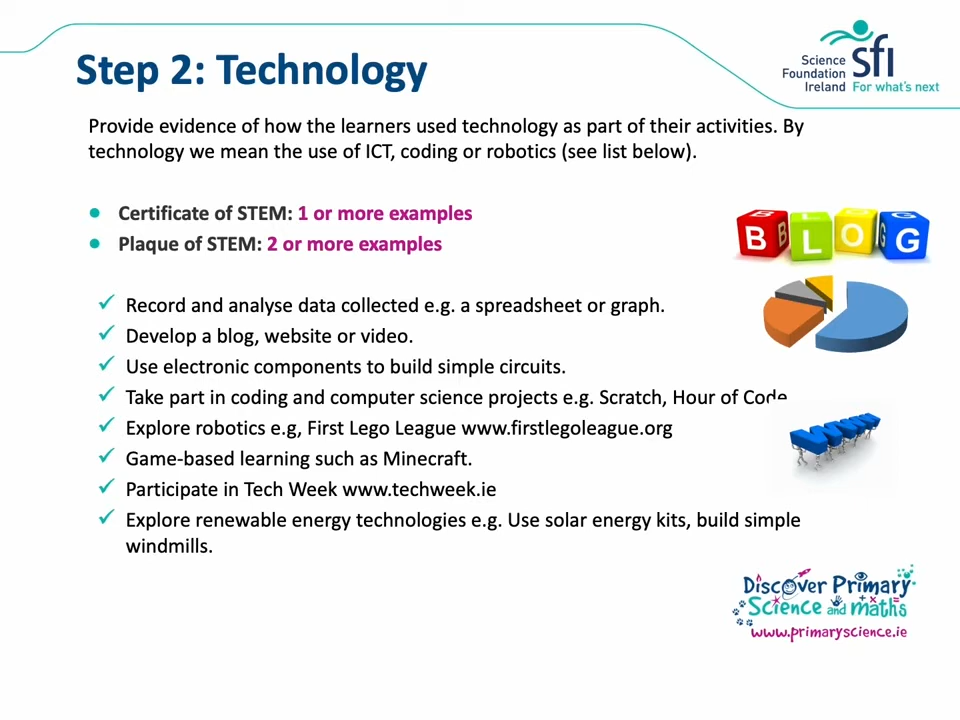 Step 2: Technology
Science
Foundation
Ireland
sfi
For what's next
Provide evidence of how the learners used technology as part of their activities. By
technology we mean the use of ICT, coding or robotics (see list below).
Certificate of STEM: 1 or more examples
Plaque of STEM: 2 or more examples
BLOG
Record and analyse data collected e.g. a spreadsheet or graph.
Develop a blog, website or video.
Use electronic components to build simple circuits.
Take part in coding and computer science projects e.g. Scratch, Hour of Code
Explore robotics e.g, First Lego League www.firstlegoleague.org
Game-based learning such as Minecraft.
Participate in Tech Week www.techweek.ie
Explore renewable energy technologies e.g. Use solar energy kits, build simple
windmills.
Discover Primary
Science and maths
www.primaryscience.ie